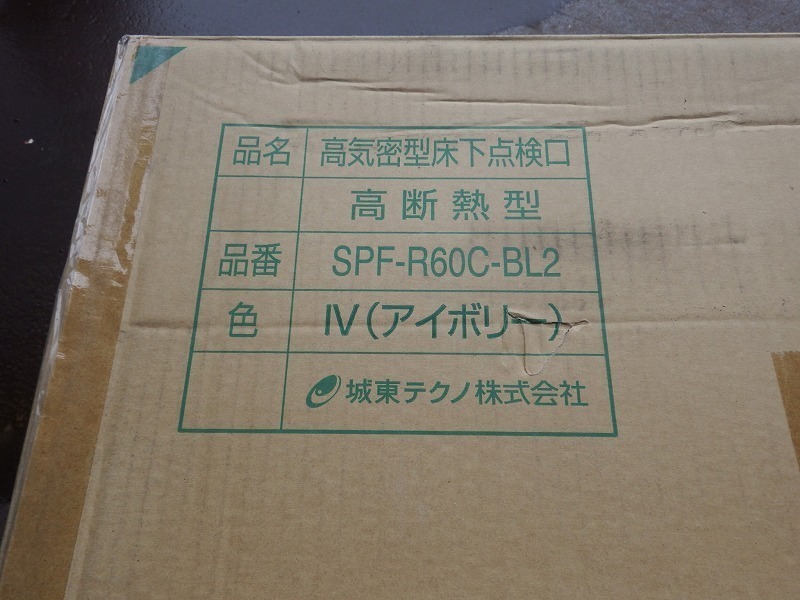 品名 高気密型床下点検口
高断熱型
品番 SPF-R60C-BL2
色 IV(アイボリー)
城東テクノ株式会社